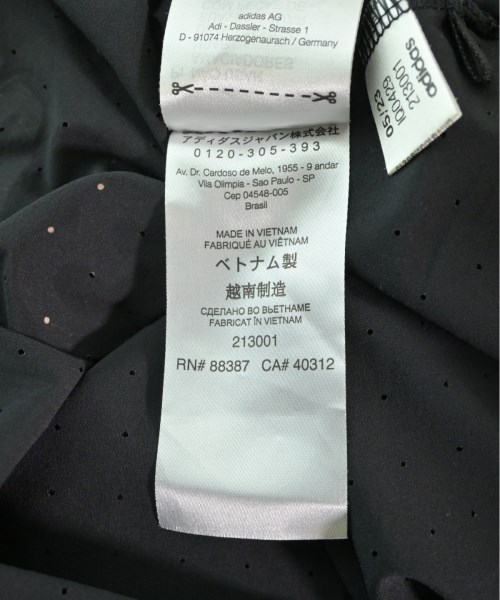 adidas AG
Adi - Dassler - Strasse 1
D - 91074 Herzogenaurach / Germany
アディダスジャパン株式会社
0120-305-393
Av. Dr. Cardoso de Melo, 1955 - 9 andar
Vila Olimpia - Sao Paulo - SP
Cep 04548-005
Brasil
MADE IN VIETNAM
FABRIQUÉ AU VIÊTNAM
ベトナム製
越南制造
СДЕЛАНО ВО ВЬЕТНАМЕ
FABRICAT ÎN VIETNAM
213001
RN# 88387 CA# 40312
05/23
IQ0429
213001
adidas